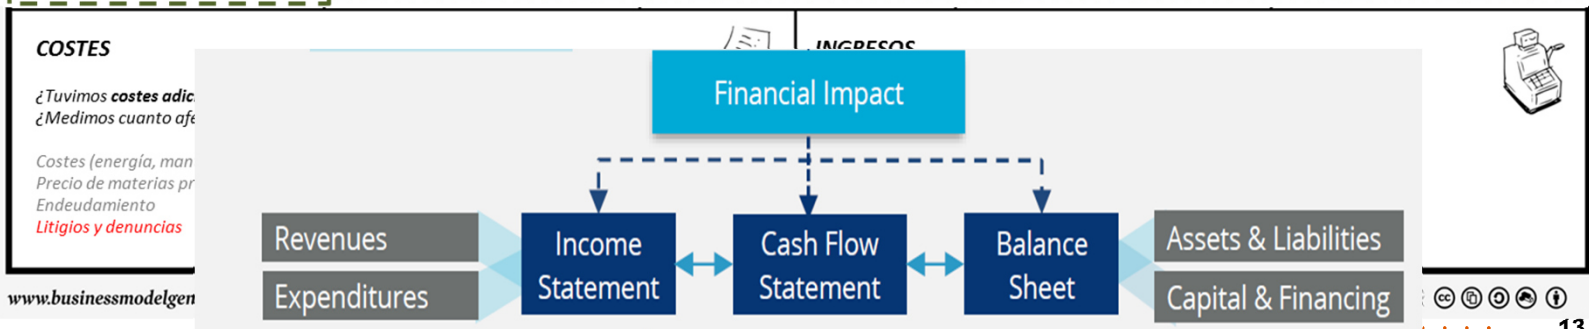 COSTES
INGRESOS
¿Tuvimos costes adic
¿Medimos cuanto afe
Costes (energía, man
Precio de materias pr
Endeudamiento
Litigios y denuncias
Financial Impact
Revenues
Expenditures
Income
Statement
Cash Flow
Statement
Balance
Sheet
Assets & Liabilities
Capital & Financing
www.businessmodelgen
cc
13